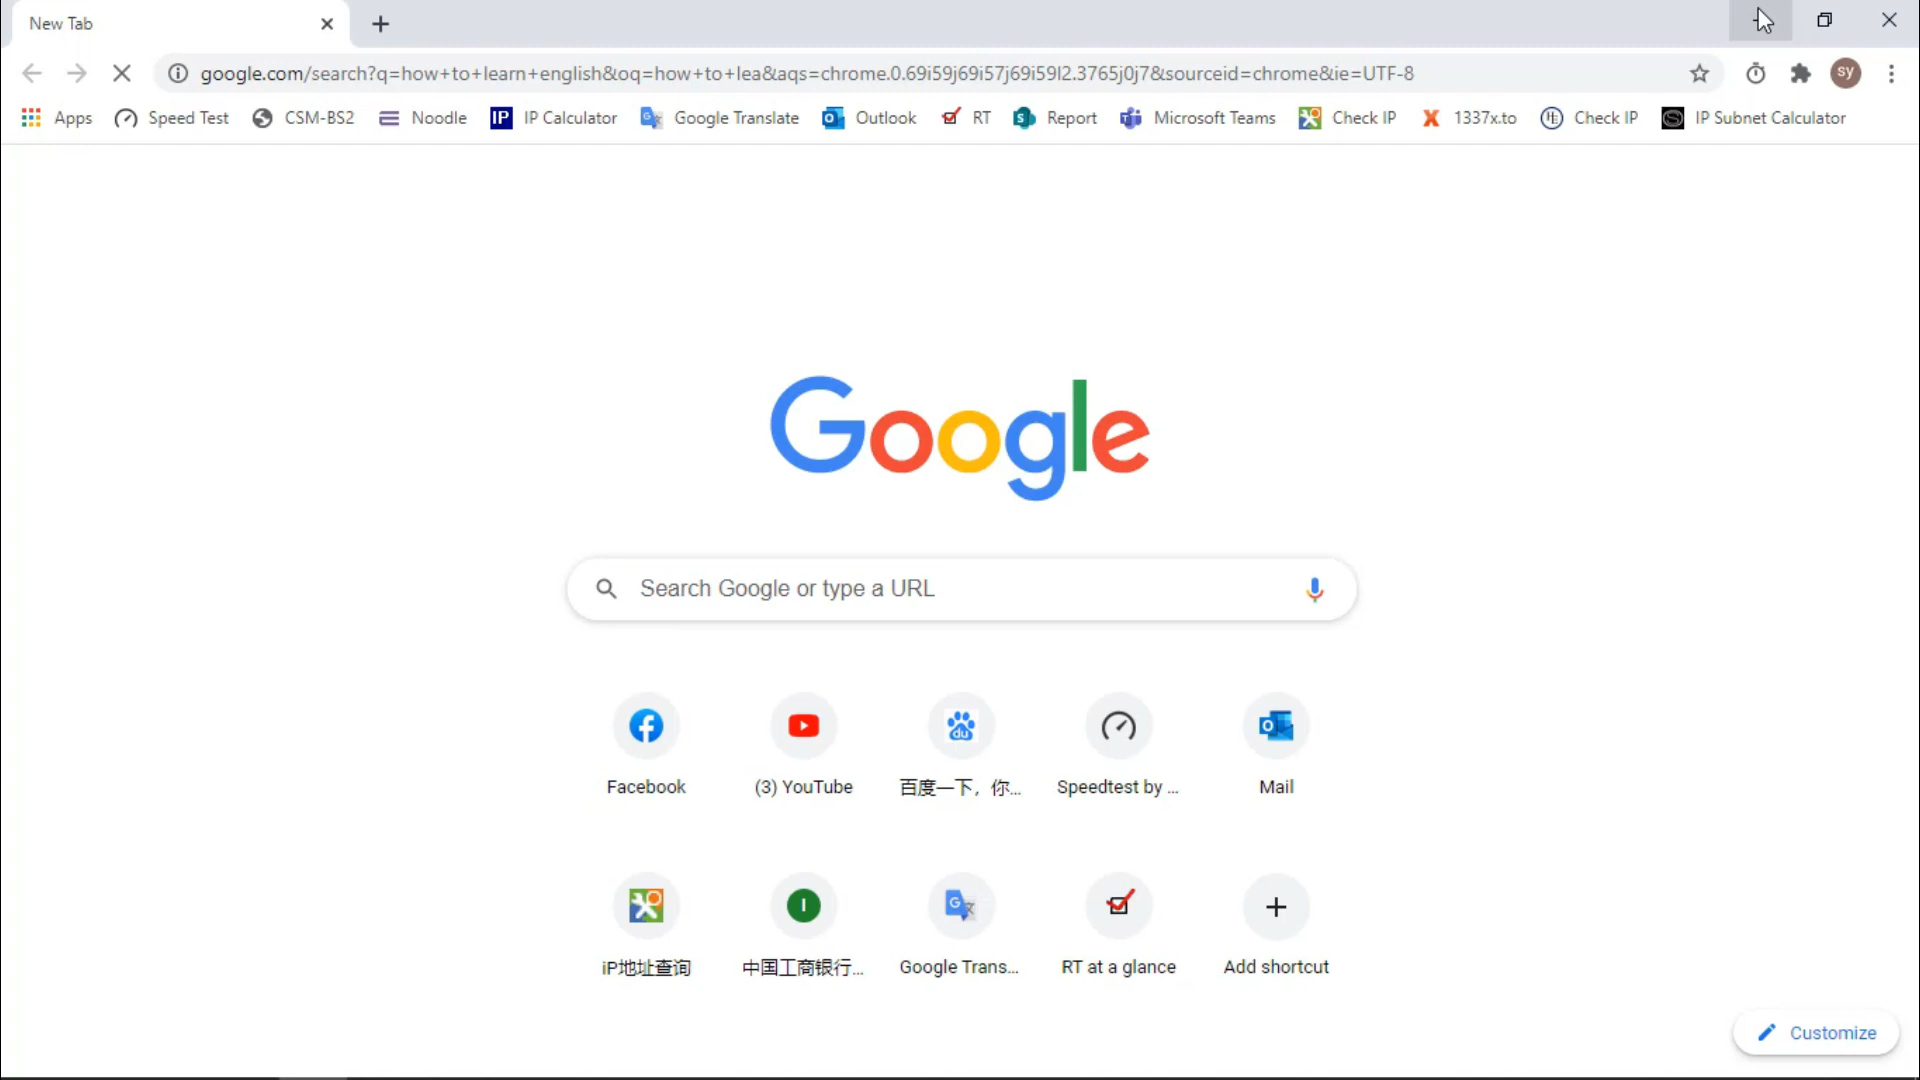 New Tab
google.com/search?q=how+to+learn+english&oq=how+to+lea&aqs=chrome.0.69i59j69i57j69i59l2.3765j0j7&sourceid=chrome&ie=UTF-8
sy
Apps Speed Test CSM-BS2 Noodle IP IP Calculator Google Translate Outlook RT Report Microsoft Teams Check IP 1337x.to Check IP IP Subnet Calculator
Google
Search Google or type a URL
Facebook (3) YouTube 百度一下，你... Speedtest by ... Mail
iP地址查询 中国工商银行... Google Trans... RT at a glance Add shortcut
Customize